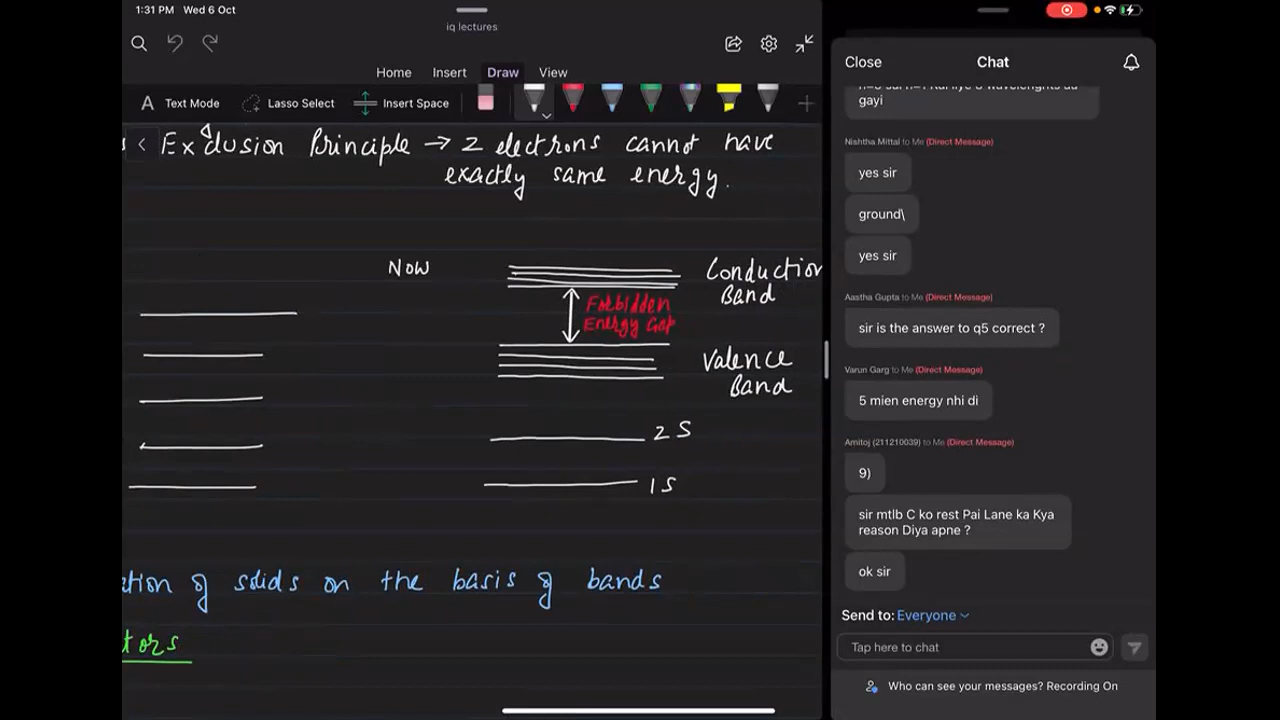 1:31 PM Wed 6 Oct
iq lectures
Home Insert Draw View
Text Mode Lasso Select Insert Space
Exclusion Principle → 2 electrons cannot have
exactly same energy.
Now
Conduction
Band
Forbidden
Energy Gap
Valence
Band
2S
1S
ation of solids on the basis of bands
tors
Close Chat
gayi
Nishtha Mittal to Me (Direct Message)
yes sir
ground\
yes sir
Aastha Gupta to Me (Direct Message)
sir is the answer to q5 correct ?
Varun Garg to Me (Direct Message)
5 mien energy nhi di
Amitoj (211210039) to Me (Direct Message)
9)
sir mtlb C ko rest Pai Lane ka Kya
reason Diya apne ?
ok sir
Send to: Everyone
Tap here to chat
Who can see your messages? Recording On